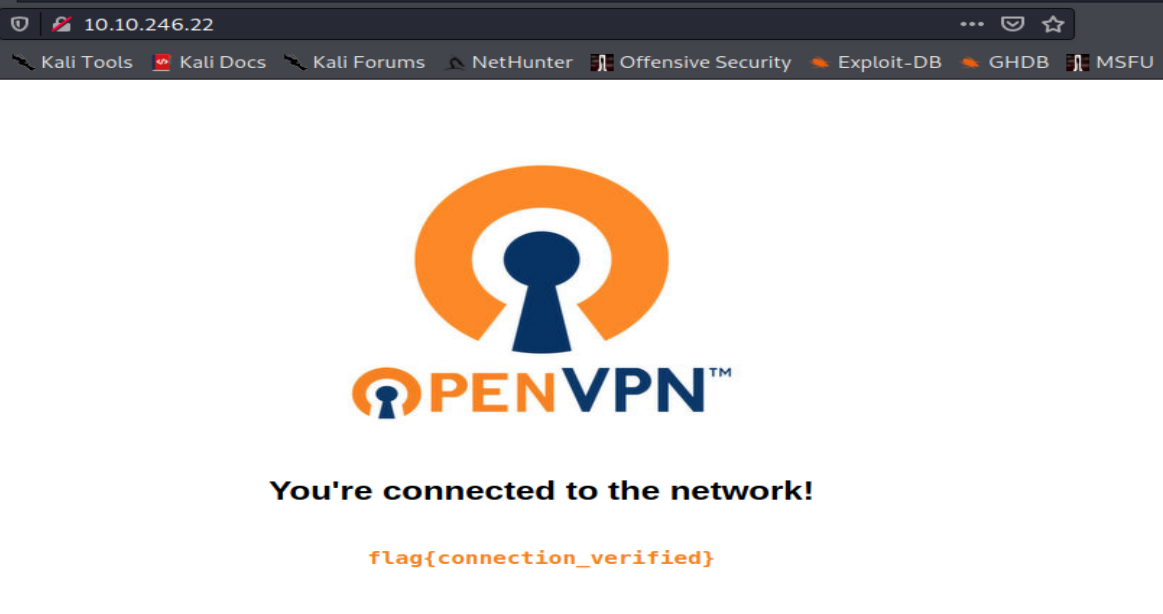 10.10.246.22
Kali Tools Kali Docs Kali Forums NetHunter Offensive Security Exploit-DB GHDB MSFU
OPENVPN™
You're connected to the network!
flag{connection_verified}